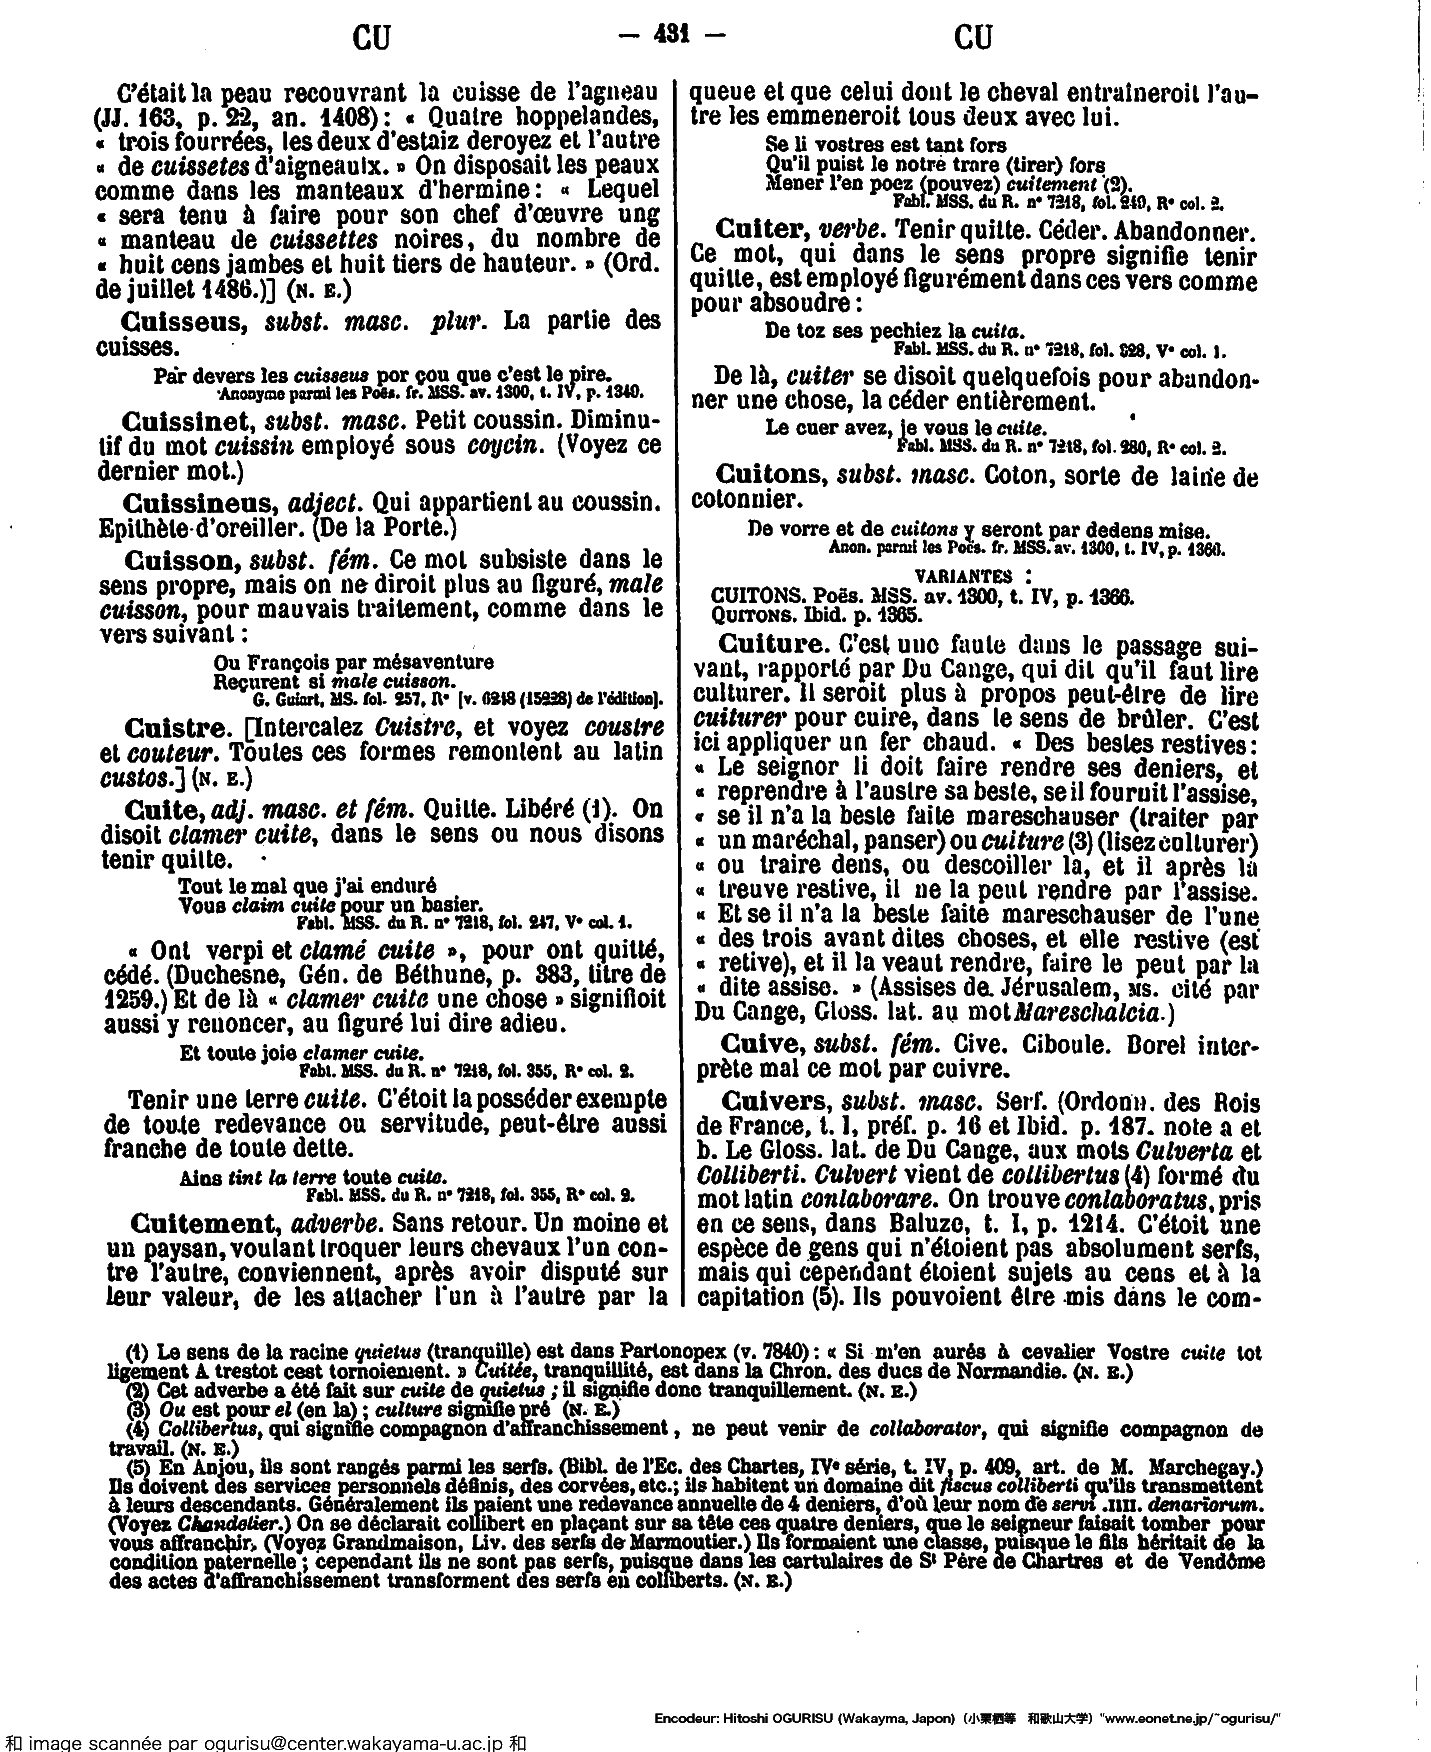 CU
— 431 —
CU
C'était la peau recouvrant la cuisse de l'agneau
(JJ. 163, p. 22, an. 1408) : « Quatre hoppelandes,
« trois fourrées, les deux d'estaiz deroyez et l'autre
« de cuissetes d'aigneaulx. » On disposait les peaux
comme dans les manteaux d'hermine : « Lequel
« sera tenu à faire pour son chef d'œuvre ung
« manteau de cuissettes noires, du nombre de
« huit cens jambes et huit tiers de hauteur. » (Ord.
de juillet 1486.)] (N. E.)
Cuisseus, subst. masc. plur. La partie des
cuisses.
Par devers les cuisseus por çou que c'est le pire.
Anonyme parmi les Poës. fr. MSS. av. 1300, t. IV, p. 1340.
Cuissinet, subst. masc. Petit coussin. Diminu-
tif du mot cuissin employé sous coycin. (Voyez ce
dernier mot.)
Cuissineus, adject. Qui appartient au coussin.
Epithète d'oreiller. (De la Porte.)
Cuisson, subst. fém. Ce mot subsiste dans le
sens propre, mais on ne diroit plus au figuré, male
cuisson, pour mauvais traitement, comme dans le
vers suivant :
Ou François par mésaventure
Reçurent si male cuisson.
G. Guiart, MS. fol. 257, R° [v. 6248 (15228) de l'édition].
Cuistre. [Intercalez Cuistre, et voyez coustre
et couteur. Toutes ces formes remontent au latin
custos.] (N. E.)
Cuite, adj. masc. et fém. Quitte. Libéré (1). On
disoit clamer cuite, dans le sens ou nous disons
tenir quitte.
Tout le mal que j'ai enduré
Vous claim cuite pour un basier.
Fabl. MSS. du R. n° 7218, fol. 247, V° col. 1.
« Ont verpi et clamé cuite », pour ont quitté,
cédé. (Duchesne, Gén. de Béthune, p. 383, titre de
1259.) Et de là « clamer cuite une chose » signifioit
aussi y renoncer, au figuré lui dire adieu.
Et toute joie clamer cuite.
Fabl. MSS. du R. n° 7218, fol. 355, R° col. 2.
Tenir une terre cuite. C'étoit la posséder exempte
de toute redevance ou servitude, peut-être aussi
franche de toute dette.
Ains tint la terre toute cuite.
Fabl. MSS. du R. n° 7218, fol. 355, R° col. 2.
Cuitement, adverbe. Sans retour. Un moine et
un paysan, voulant troquer leurs chevaux l'un con-
tre l'autre, conviennent, après avoir disputé sur
leur valeur, de les attacher l'un à l'autre par la
queue et que celui dont le cheval entraîneroit l'au-
tre les emmeneroit tous deux avec lui.
Se li vostres est tant fors
Qu'il puist le notre trare (tirer) fors
Mener l'en poez (pouvez) cuitement (2).
Fabl. MSS. du R. n° 7218, fol. 240, R° col. 2.
Cuiter, verbe. Tenir quitte. Céder. Abandonner.
Ce mot, qui dans le sens propre signifie tenir
quitte, est employé figurément dans ces vers comme
pour absoudre :
De toz ses pechiez la cuita.
Fabl. MSS. du R. n° 7218, fol. 328, V° col. 1.
De là, cuiter se disoit quelquefois pour abandon-
ner une chose, la céder entièrement.
Le cuer avez, je vous le cuite.
Fabl. MSS. du R. n° 7218, fol. 280, R° col. 2.
Cuitons, subst. masc. Coton, sorte de laine de
cotonnier.
De vorre et de cuitons y seront par dedens mise.
Anon. parmi les Poës. fr. MSS. av. 1300, t. IV, p. 1360.
VARIANTES :
CUITONS. Poës. MSS. av. 1300, t. IV, p. 1366.
QUITONS. Ibid. p. 1365.
Cuiture. C'est une faute dans le passage sui-
vant, rapporté par Du Cange, qui dit qu'il faut lire
culturer. Il seroit plus à propos peut-être de lire
cuiturer pour cuire, dans le sens de brûler. C'est
ici appliquer un fer chaud. « Des bestes restives :
« Le seignor li doit faire rendre ses deniers, et
« reprendre à l'austre sa beste, se il fournit l'assise,
« se il n'a la beste faite mareschauser (traiter par
« un maréchal, panser) ou cuiture (3) (lisez culturer)
« ou traire dens, ou descoiller la, et il après la
« treuve restive, il ne la peut rendre par l'assise.
« Et se il n'a la beste faite mareschauser de l'une
« des trois avant dites choses, et elle restive (est
« retive), et il la veaut rendre, faire le peut par la
« dite assise. » (Assises de Jérusalem, MS. cité par
Du Cange, Gloss. lat. au mot Mareschalcia.)
Cuive, subst. fém. Cive. Ciboule. Borel inter-
prète mal ce mot par cuivre.
Cuivers, subst. masc. Serf. (Ordonn. des Rois
de France, t. I, préf. p. 16 et Ibid. p. 187. note a et
b. Le Gloss. lat. de Du Cange, aux mots Culverta et
Colliberti. Culvert vient de collibertus (4) formé du
mot latin conlaborare. On trouve conlaboratus, pris
en ce sens, dans Baluze, t. I, p. 1214. C'étoit une
espèce de gens qui n'étoient pas absolument serfs,
mais qui cependant étoient sujets au cens et à la
capitation (5). Ils pouvoient être mis dans le com-
(1) Le sens de la racine quietus (tranquille) est dans Partonopex (v. 7840) : « Si m'en aurés à cevalier Vostre cuite tot
ligement A trestot cest tornoiement. » Cuitée, tranquillité, est dans la Chron. des ducs de Normandie. (N. E.)
(2) Cet adverbe a été fait sur cuite de quietus ; il signifie donc tranquillement. (N. E.)
(3) Ou est pour el (en la) ; culture signifie pré (N. E.)
(4) Collibertus, qui signifie compagnon d'affranchissement, ne peut venir de collaborator, qui signifie compagnon de
travail. (N. E.)
(5) En Anjou, ils sont rangés parmi les serfs. (Bibl. de l'Ec. des Chartes, IV° série, t. IV, p. 409, art. de M. Marchegay.)
Ils doivent des services personnels définis, des corvées, etc.; ils habitent un domaine dit fiscus colliberti qu'ils transmettent
à leurs descendants. Généralement ils paient une redevance annuelle de 4 deniers, d'où leur nom de servi .IIII. denariorum.
(Voyez Chandelier.) On se déclarait collibert en plaçant sur sa tête ces quatre deniers, que le seigneur faisait tomber pour
vous affranchir. (Voyez Grandmaison, Liv. des serfs de Marmoutier.) Ils formaient une classe, puisque le fils héritait de la
condition paternelle ; cependant ils ne sont pas serfs, puisque dans les cartulaires de St Père de Chartres et de Vendôme
des actes d'affranchissement transforment des serfs en colliberts. (N. E.)
Encodeur: Hitoshi OGURISU (Wakayma, Japon)（小栗栖等 和歌山大学）"www.eonet.ne.jp/~ogurisu/"
和 image scannée par ogurisu@center.wakayama-u.ac.jp 和